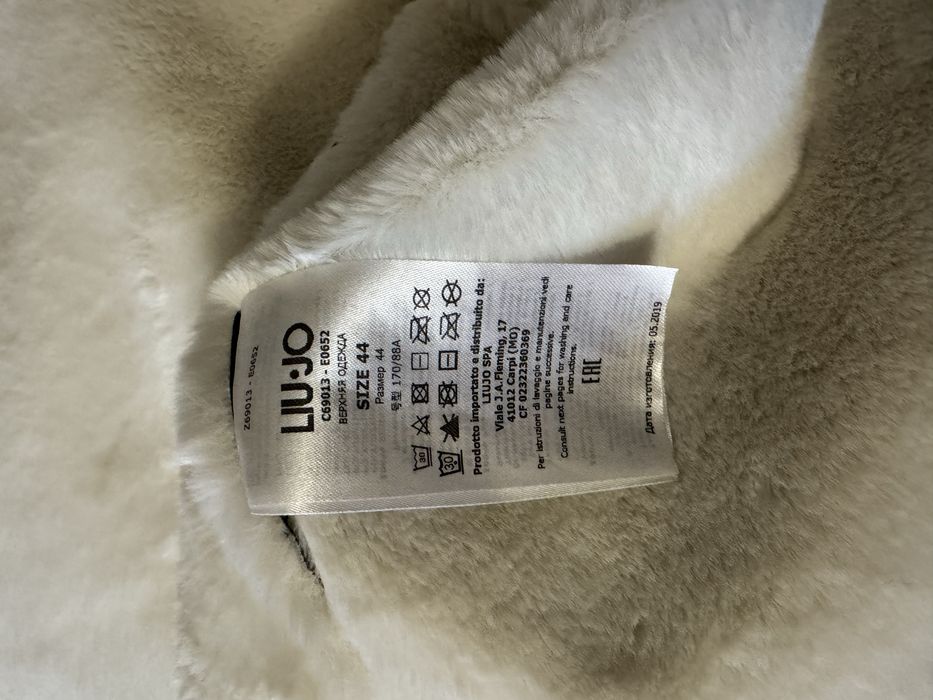 Z69013 - E0652
LIU·JO
C69013 - E0652
ВЕРХНЯЯ ОДЕЖДА
SIZE 44
Размер 44
号型 170/88A
30
30
Prodotto importato e distribuito da:
LIUJO SPA
Viale J.A.Fleming, 17
41012 Carpi (MO)
CF 02322360369
Per istruzioni di lavaggio e manutenzioni vedi
pagine successive.
Consult next pages for washing and care
instructions.
EAC
Дата изготовления: 05.2019